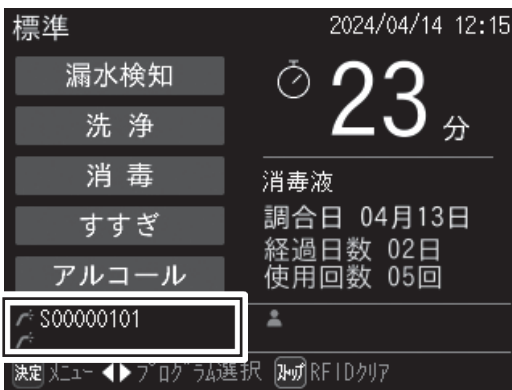 標準 2024/04/14 12:15
漏水検知
洗浄
消毒
すすぎ
アルコール
23分
消毒液
調合日 04月13日
経過日数 02日
使用回数 05回
S00000101
決定 メニュー ◀▶プログラム選択 ストップ RFIDクリア